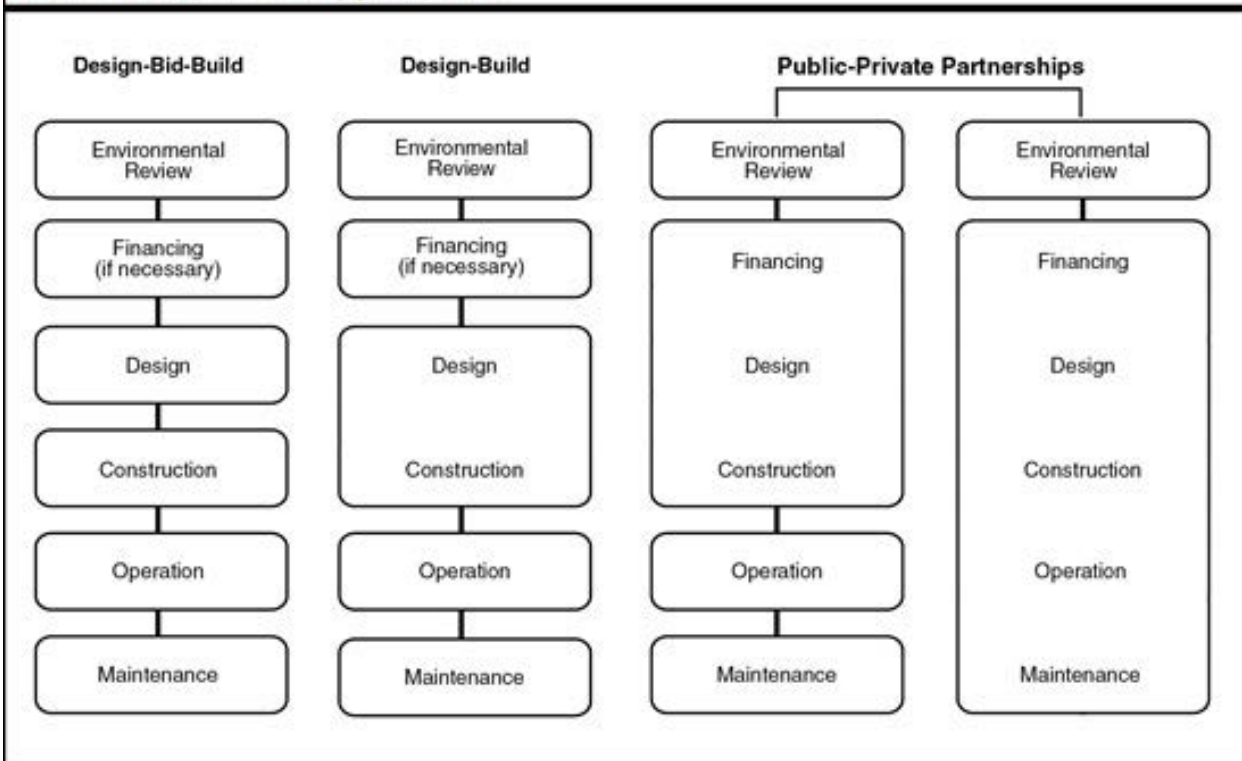 Design-Bid-Build
Environmental
Review
Financing
(if necessary)
Design
Construction
Operation
Maintenance
Design-Build
Environmental
Review
Financing
(if necessary)
Design
Construction
Operation
Maintenance
Public-Private Partnerships
Environmental
Review
Financing
Design
Construction
Operation
Maintenance
Environmental
Review
Financing
Design
Construction
Operation
Maintenance